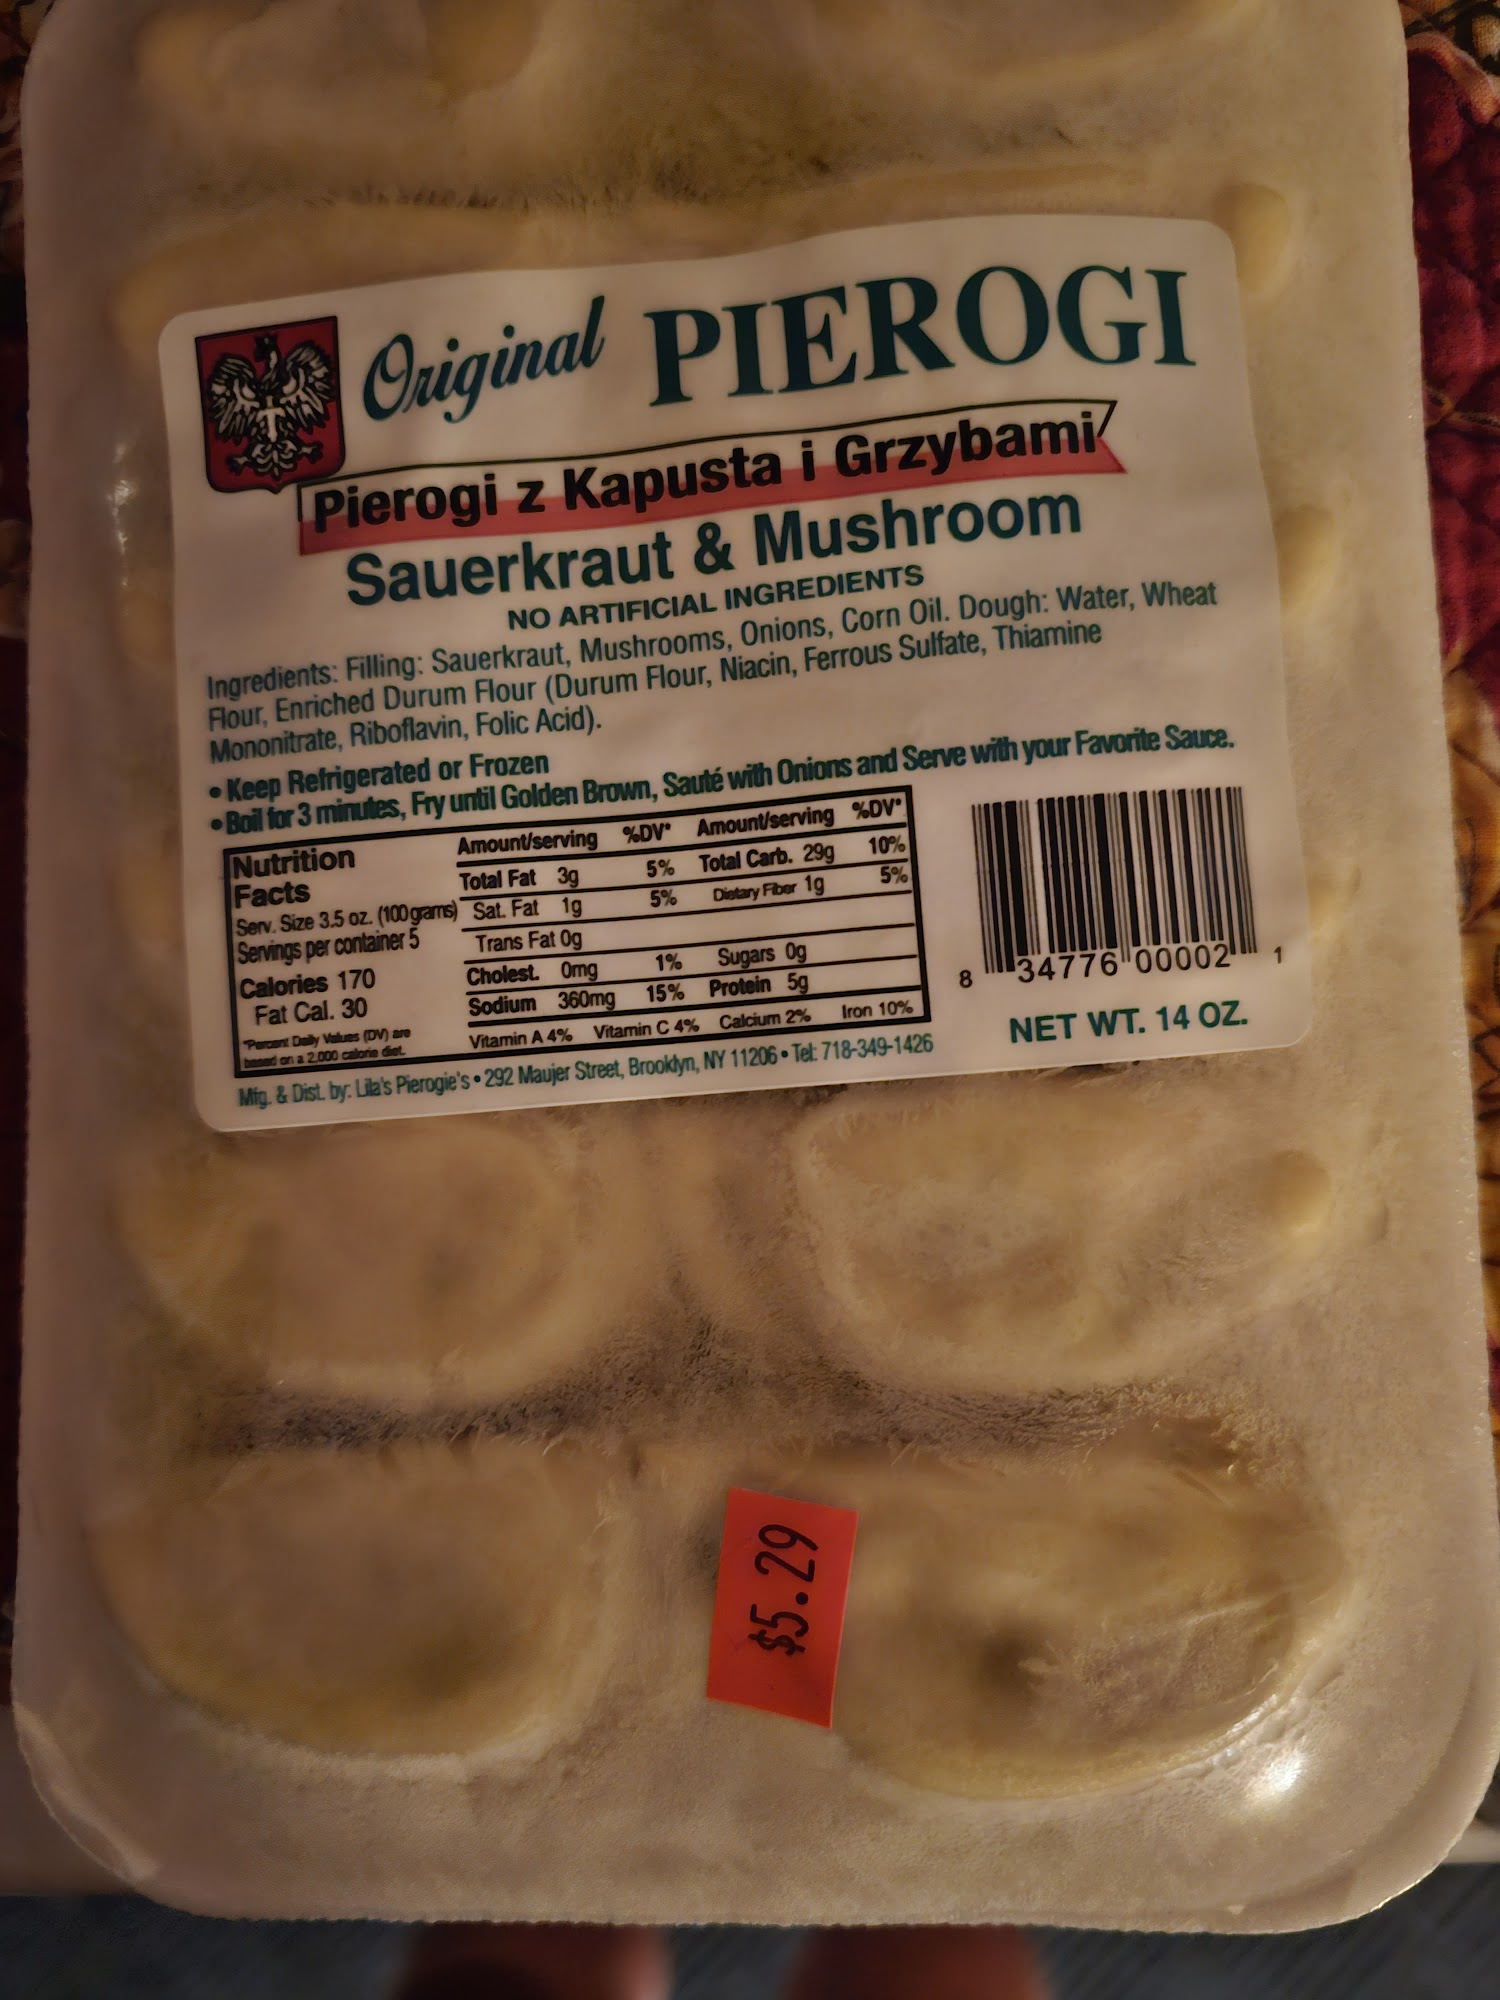 Original PIEROGI
Pierogi z Kapusta i Grzybami
Sauerkraut & Mushroom
NO ARTIFICIAL INGREDIENTS
Ingredients: Filling: Sauerkraut, Mushrooms, Onions, Corn Oil. Dough: Water, Wheat
Flour, Enriched Durum Flour (Durum Flour, Niacin, Ferrous Sulfate, Thiamine
Mononitrate, Riboflavin, Folic Acid).
• Keep Refrigerated or Frozen
• Boil for 3 minutes, Fry until Golden Brown, Sauté with Onions and Serve with your Favorite Sauce.
Nutrition
Facts
Serv. Size 3.5 oz. (100 grams)
Servings per container 5
Calories 170
Fat Cal. 30
*Percent Daily Values (DV) are
based on a 2,000 calorie diet.
Amount/serving %DV* Amount/serving %DV*
Total Fat 3g 5% Total Carb. 29g 10%
Sat. Fat 1g 5% Dietary Fiber 1g 5%
Trans Fat 0g
Cholest. 0mg 1% Sugars 0g
Sodium 360mg 15% Protein 5g
Vitamin A 4% Vitamin C 4% Calcium 2% Iron 10%
8 34776 00002 1
NET WT. 14 OZ.
Mfg. & Dist. by: Lila's Pierogie's • 292 Maujer Street, Brooklyn, NY 11206 • Tel: 718-349-1426
$5.29